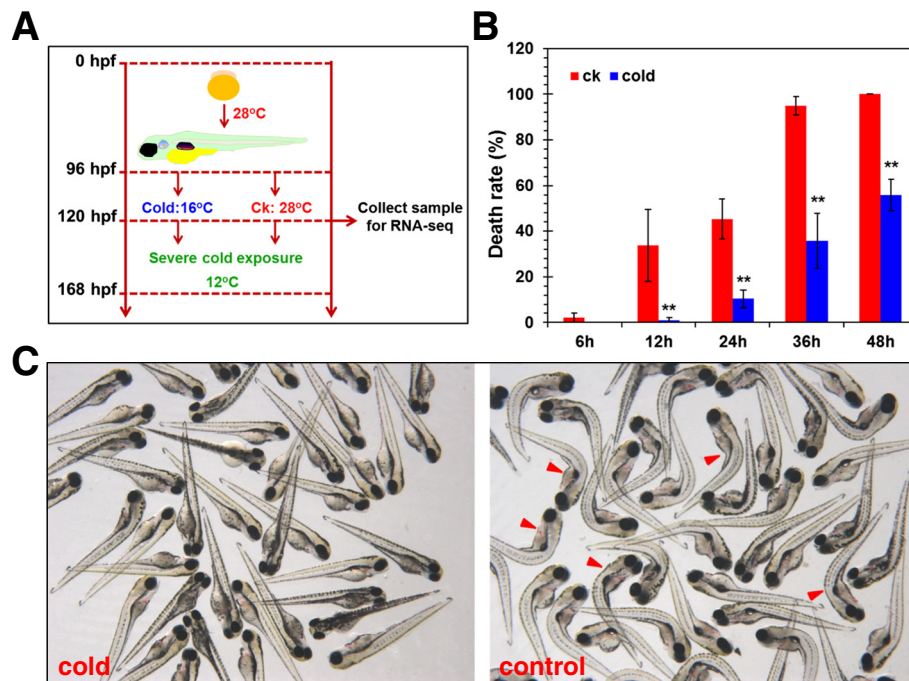 A
0 hpf
28°C
96 hpf
Cold:16°C
Ck: 28°C
120 hpf
Collect sample
for RNA-seq
Severe cold exposure
12°C
168 hpf
B
Death rate (%)
120
100
80
60
40
20
0
ck
cold
**
**
**
**
6h
12h
24h
36h
48h
C
cold
control